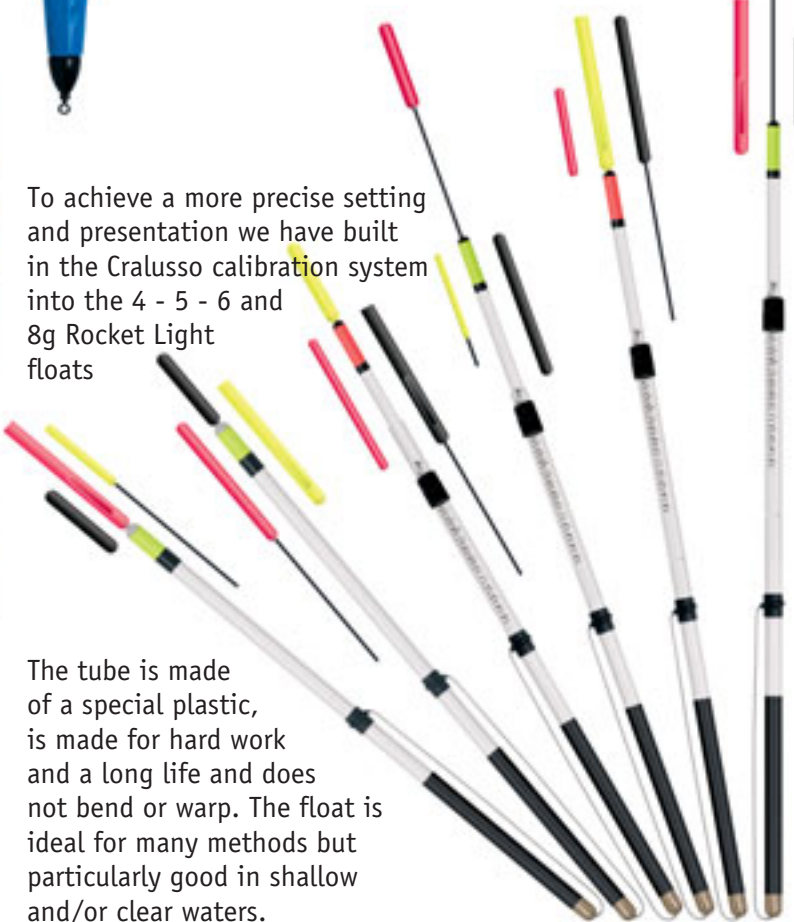 To achieve a more precise setting
and presentation we have built
in the Cralusso calibration system
into the 4 - 5 - 6 and
8g Rocket Light
floats
The tube is made
of a special plastic,
is made for hard work
and a long life and does
not bend or warp. The float is
ideal for many methods but
particularly good in shallow
and/or clear waters.